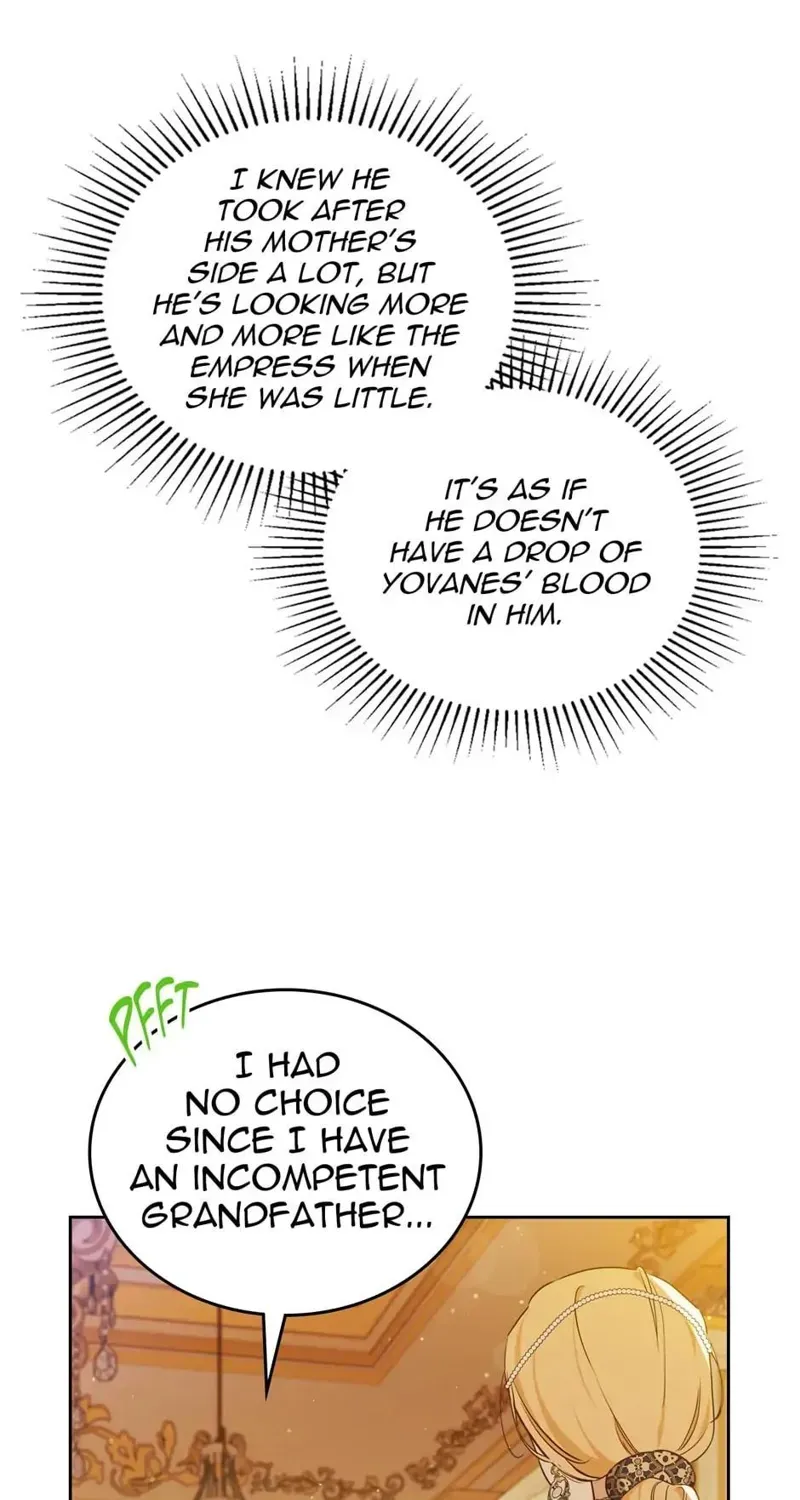 I KNEW HE
TOOK AFTER
HIS MOTHER'S
SIDE A LOT, BUT
HE'S LOOKING MORE
AND MORE LIKE THE
EMPRESS WHEN
SHE WAS LITTLE.
IT'S AS IF
HE DOESN'T
HAVE A DROP OF
YOVANES' BLOOD
IN HIM.
PFFT
I HAD
NO CHOICE
SINCE I HAVE
AN INCOMPETENT
GRANDFATHER...